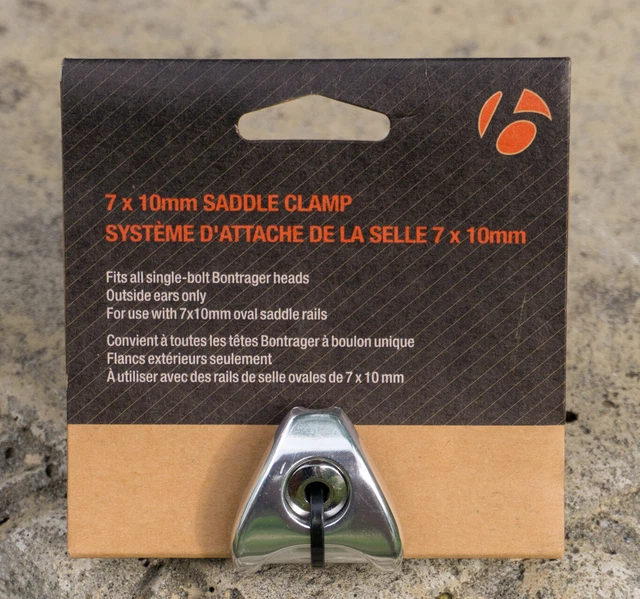 7 x 10mm SADDLE CLAMP
SYSTÈME D'ATTACHE DE LA SELLE 7 x 10mm
Fits all single-bolt Bontrager heads
Outside ears only
For use with 7x10mm oval saddle rails
Convient à toutes les têtes Bontrager à boulon unique
Flancs extérieurs seulement
À utiliser avec des rails de selle ovales de 7 x 10 mm